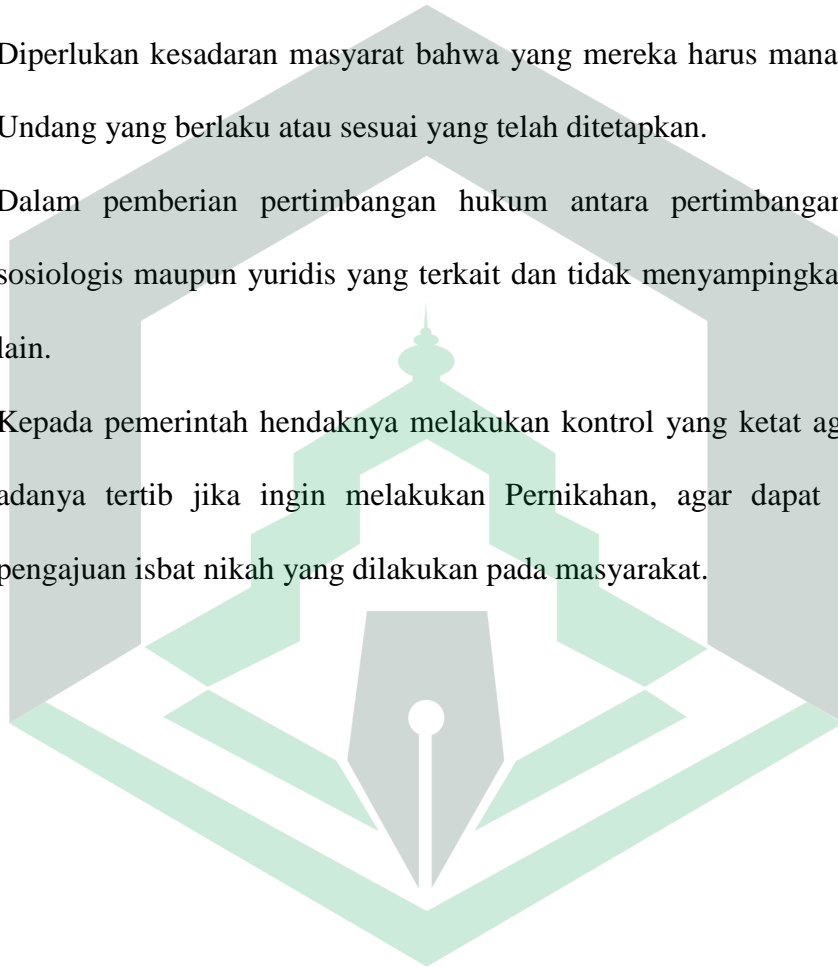 Diperlukan kesadaran masyarat bahwa yang mereka harus mana
Undang yang berlaku atau sesuai yang telah ditetapkan.
Dalam pemberian pertimbangan hukum antara pertimbangan
sosiologis maupun yuridis yang terkait dan tidak menyampingka
lain.
Kepada pemerintah hendaknya melakukan kontrol yang ketat ag
adanya tertib jika ingin melakukan Pernikahan, agar dapat
pengajuan isbat nikah yang dilakukan pada masyarakat.